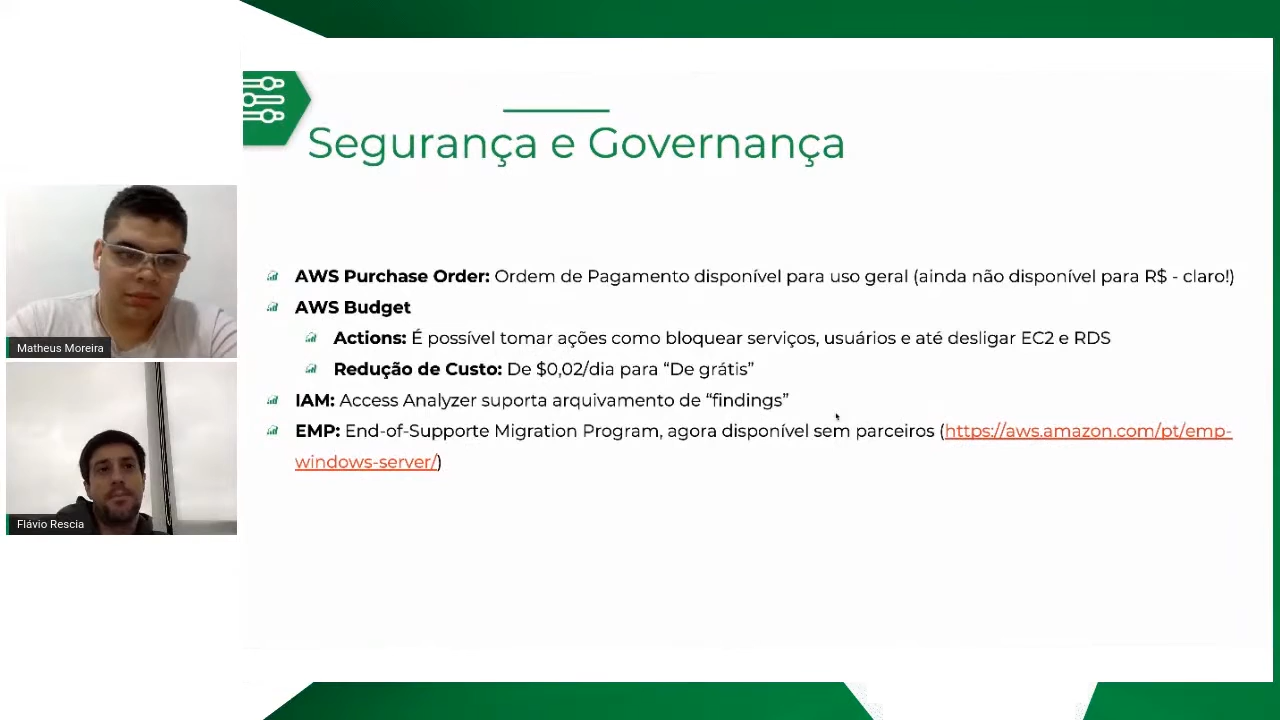 Segurança e Governança
AWS Purchase Order: Ordem de Pagamento disponível para uso geral (ainda não disponível para R$ - claro!)
AWS Budget
Actions: É possível tomar ações como bloquear serviços, usuários e até desligar EC2 e RDS
Redução de Custo: De $0,02/dia para “De grátis”
IAM: Access Analyzer suporta arquivamento de “findings”
EMP: End-of-Supporte Migration Program, agora disponível sem parceiros (https://aws.amazon.com/pt/emp-
windows-server/)
Matheus Moreira
Flávio Rescia